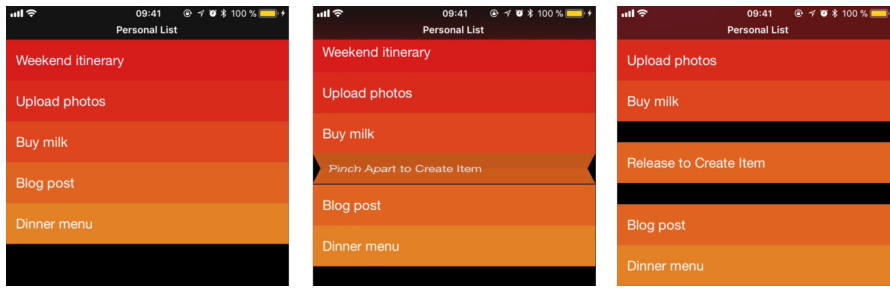 09:41 100 %
Personal List
Weekend itinerary
Upload photos
Buy milk
Blog post
Dinner menu
09:41 100 %
Personal List
Weekend itinerary
Upload photos
Buy milk
Pinch Apart to Create Item
Blog post
Dinner menu
09:41 100 %
Personal List
Upload photos
Buy milk
Release to Create Item
Blog post
Dinner menu